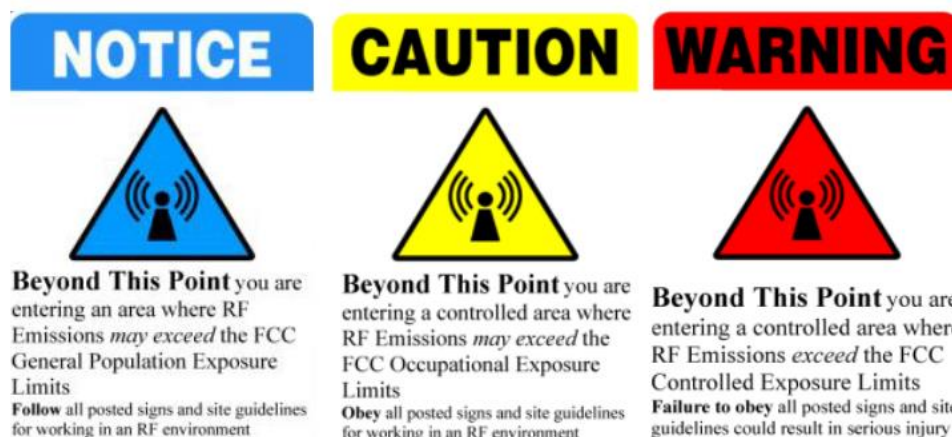 NOTICE
Beyond This Point you are
entering an area where RF
Emissions may exceed the FCC
General Population Exposure
Limits
Follow all posted signs and site guidelines
for working in an RF environment
CAUTION
Beyond This Point you are
entering a controlled area where
RF Emissions may exceed the
FCC Occupational Exposure
Limits
Obey all posted signs and site guidelines
for working in an RF environment
WARNING
Beyond This Point you are
entering a controlled area where
RF Emissions exceed the FCC
Controlled Exposure Limits
Failure to obey all posted signs and site
guidelines could result in serious injury